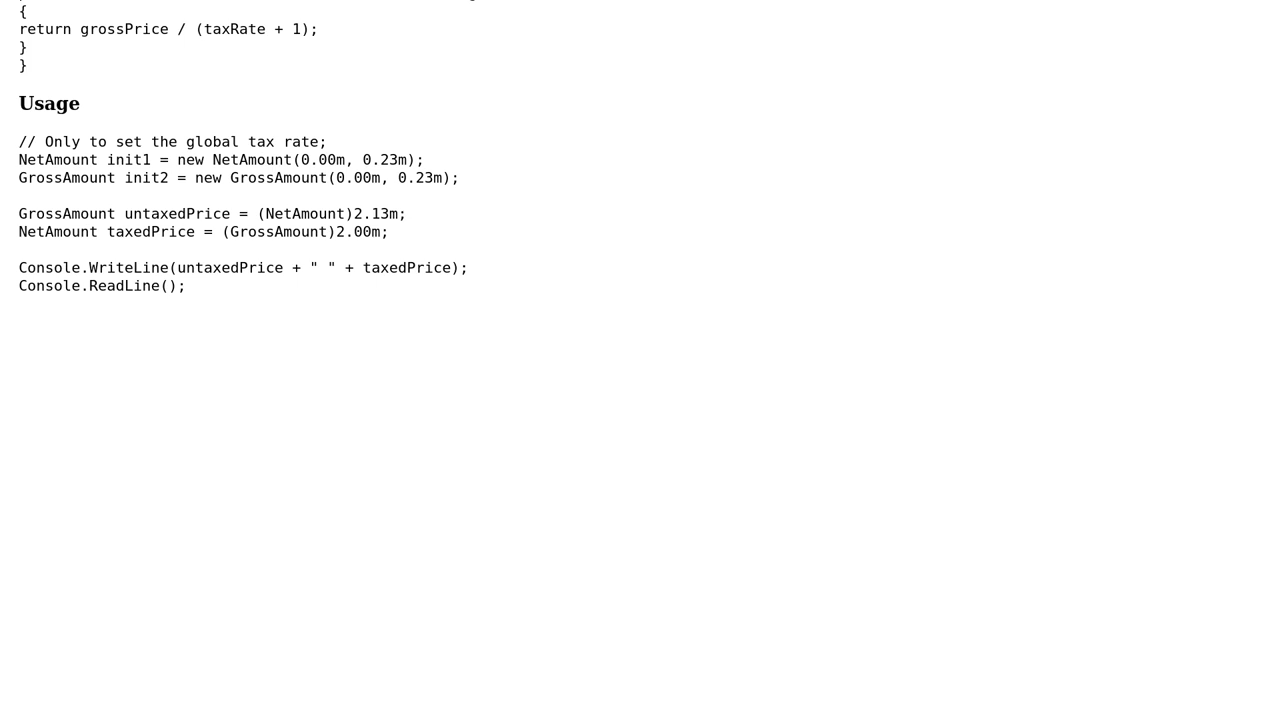 {
return grossPrice / (taxRate + 1);
}
}
Usage
// Only to set the global tax rate;
NetAmount init1 = new NetAmount(0.00m, 0.23m);
GrossAmount init2 = new GrossAmount(0.00m, 0.23m);
GrossAmount untaxedPrice = (NetAmount)2.13m;
NetAmount taxedPrice = (GrossAmount)2.00m;
Console.WriteLine(untaxedPrice + " " + taxedPrice);
Console.ReadLine();